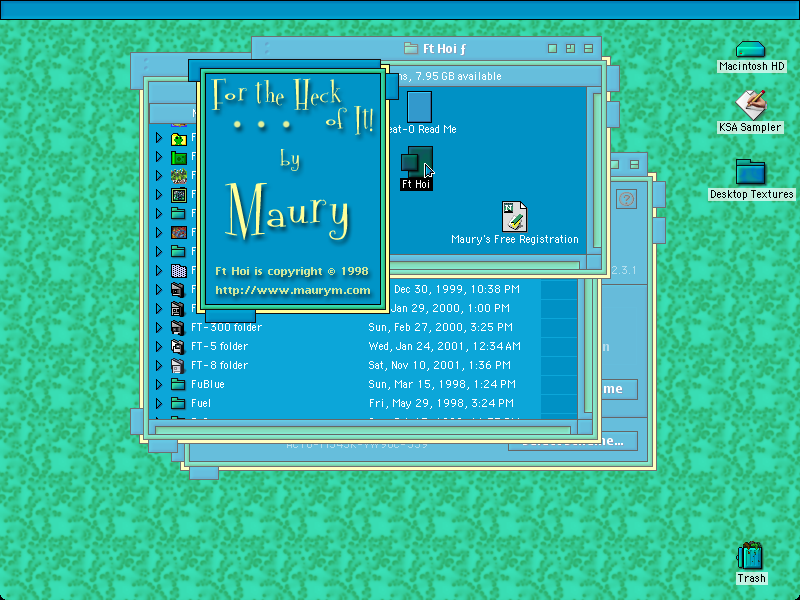 Ft Hoi ƒ
, 7.95 GB available
Read Me
Ft Hoi
Maury's Free Registration
For the Heck
. . . of It!
by
Maury
Ft Hoi is copyright © 1998
http://www.maurym.com
Macintosh HD
KSA Sampler
Desktop Textures
Trash
2.3.1
Dec 30, 1999, 10:38 PM
Jan 29, 2000, 1:00 PM
FT-300 folder Sun, Feb 27, 2000, 3:25 PM
FT-5 folder Wed, Jan 24, 2001, 12:34 AM
FT-8 folder Sat, Nov 10, 2001, 1:36 PM
FuBlue Sun, Mar 15, 1998, 1:24 PM
Fuel Fri, May 29, 1998, 3:24 PM
me